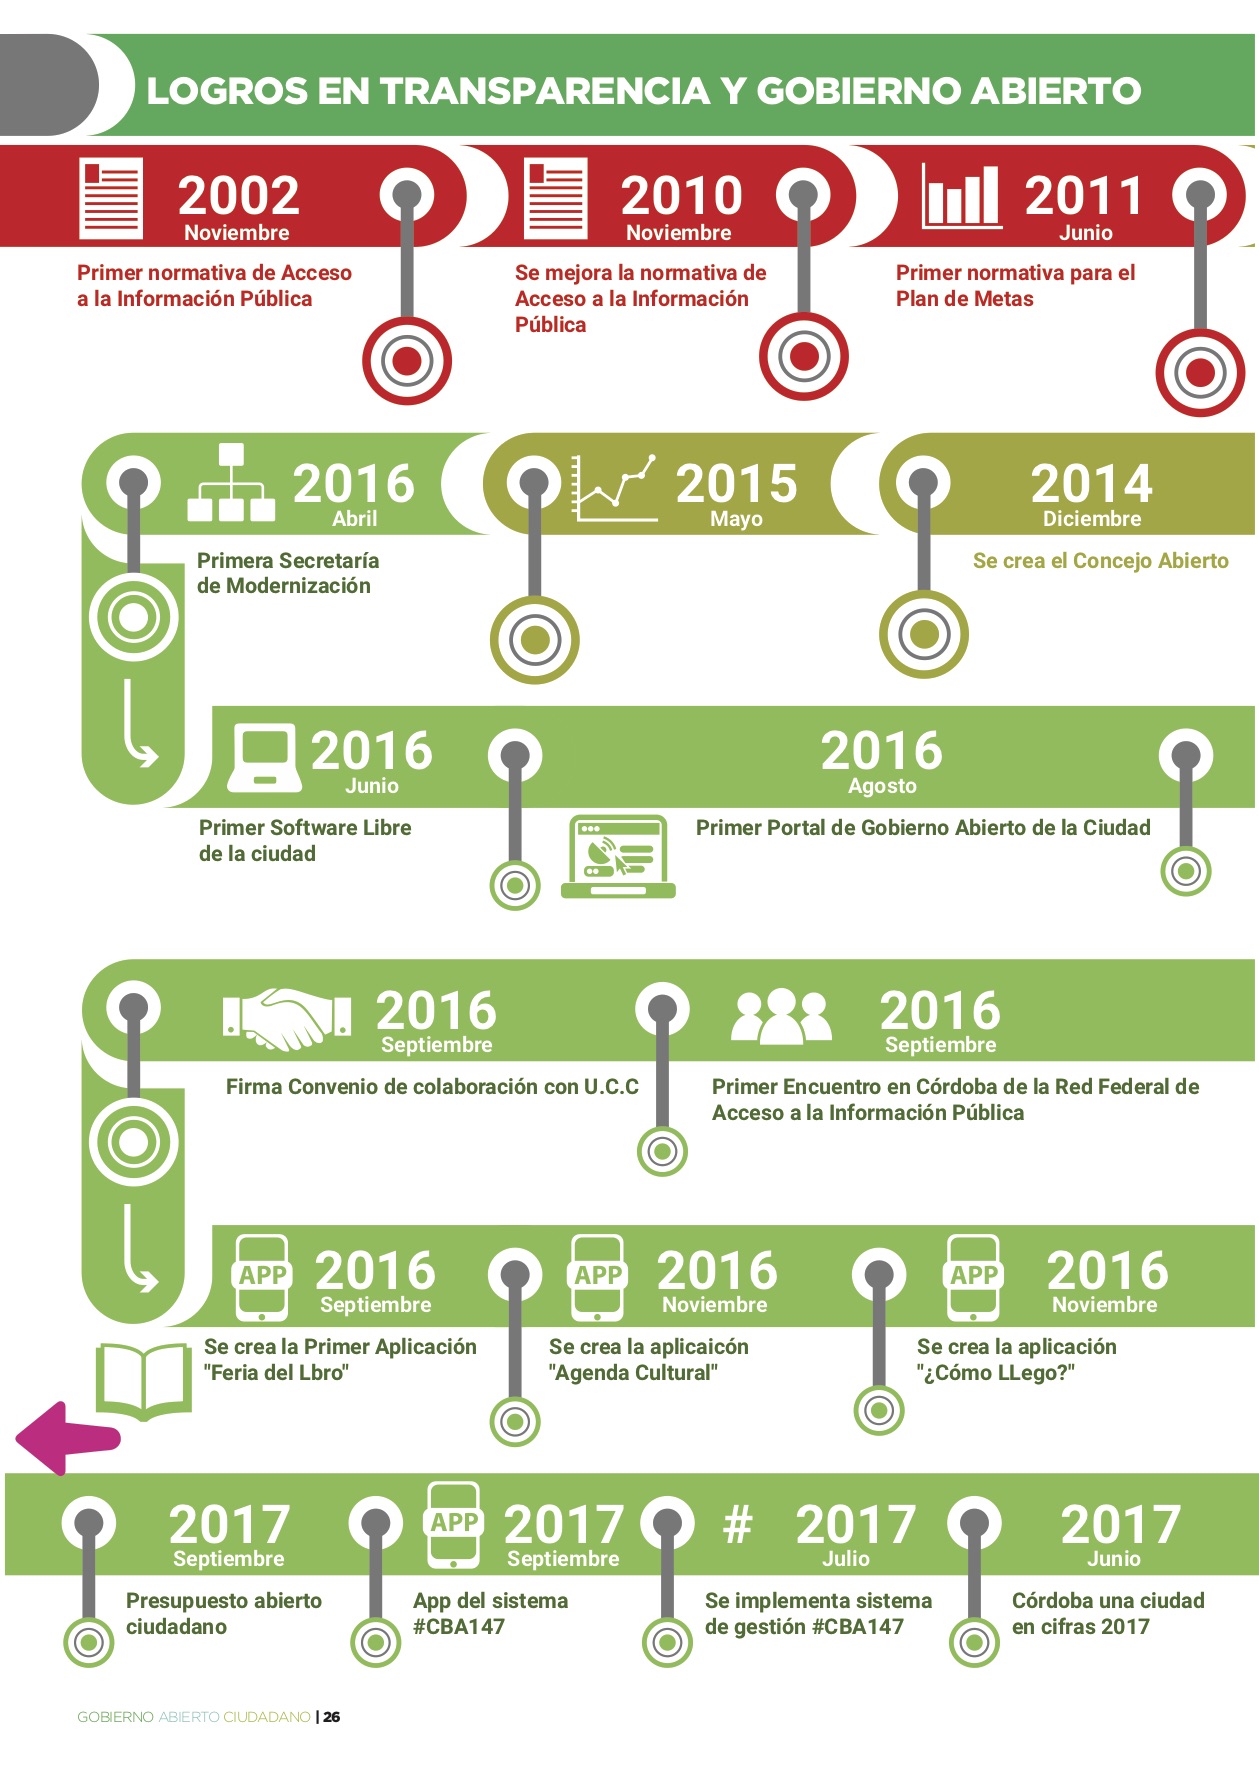 LOGROS EN TRANSPARENCIA Y GOBIERNO ABIERTO
2002
Noviembre
Primer normativa de Acceso
a la Información Pública
2010
Noviembre
Se mejora la normativa de
Acceso a la Información
Pública
2011
Junio
Primer normativa para el
Plan de Metas
2016
Abril
Primera Secretaría
de Modernización
2015
Mayo
2014
Diciembre
Se crea el Concejo Abierto
2016
Junio
Primer Software Libre
de la ciudad
2016
Agosto
Primer Portal de Gobierno Abierto de la Ciudad
2016
Septiembre
Firma Convenio de colaboración con U.C.C
2016
Septiembre
Primer Encuentro en Córdoba de la Red Federal de
Acceso a la Información Pública
APP
2016
Septiembre
Se crea la Primer Aplicación
"Feria del Lbro"
APP
2016
Noviembre
Se crea la aplicaicón
"Agenda Cultural"
APP
2016
Noviembre
Se crea la aplicación
"¿Cómo LLego?"
2017
Septiembre
Presupuesto abierto
ciudadano
APP
2017
Septiembre
App del sistema
#CBA147
#
2017
Julio
Se implementa sistema
de gestión #CBA147
2017
Junio
Córdoba una ciudad
en cifras 2017
GOBIERNO ABIERTO CIUDADANO | 26